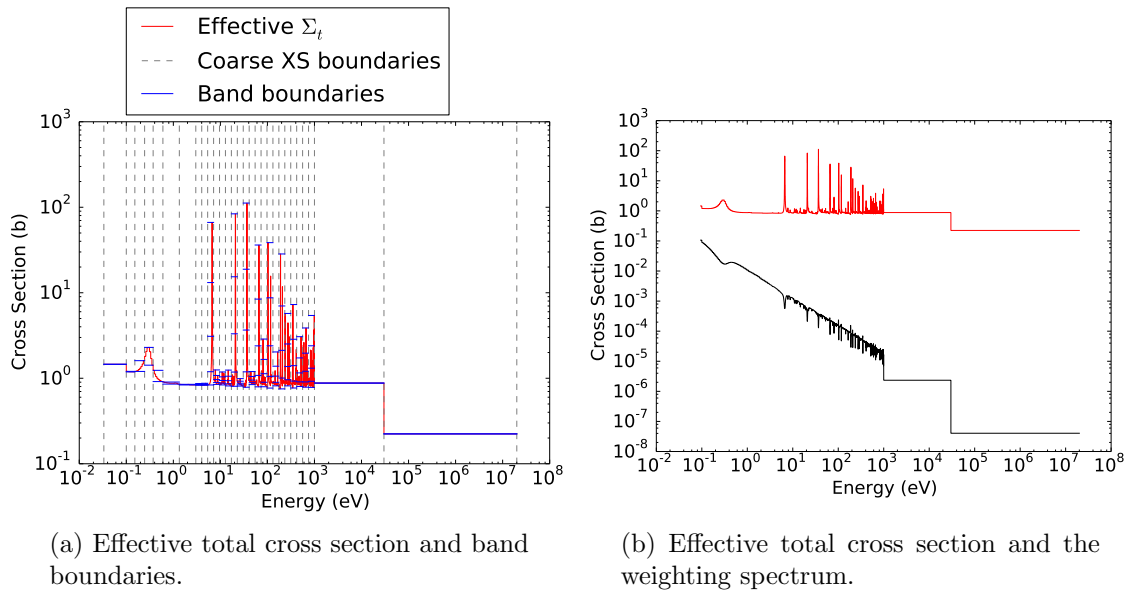 Effective Σt
Coarse XS boundaries
Band boundaries
10^3
10^2
10^1
10^0
10^-1
Cross Section (b)
10^-2 10^-1 10^0 10^1 10^2 10^3 10^4 10^5 10^6 10^7 10^8
Energy (eV)
(a) Effective total cross section and band
boundaries.
10^3
10^2
10^1
10^0
10^-1
10^-2
10^-3
10^-4
10^-5
10^-6
10^-7
10^-8
Cross Section (b)
10^-2 10^-1 10^0 10^1 10^2 10^3 10^4 10^5 10^6 10^7 10^8
Energy (eV)
(b) Effective total cross section and the
weighting spectrum.